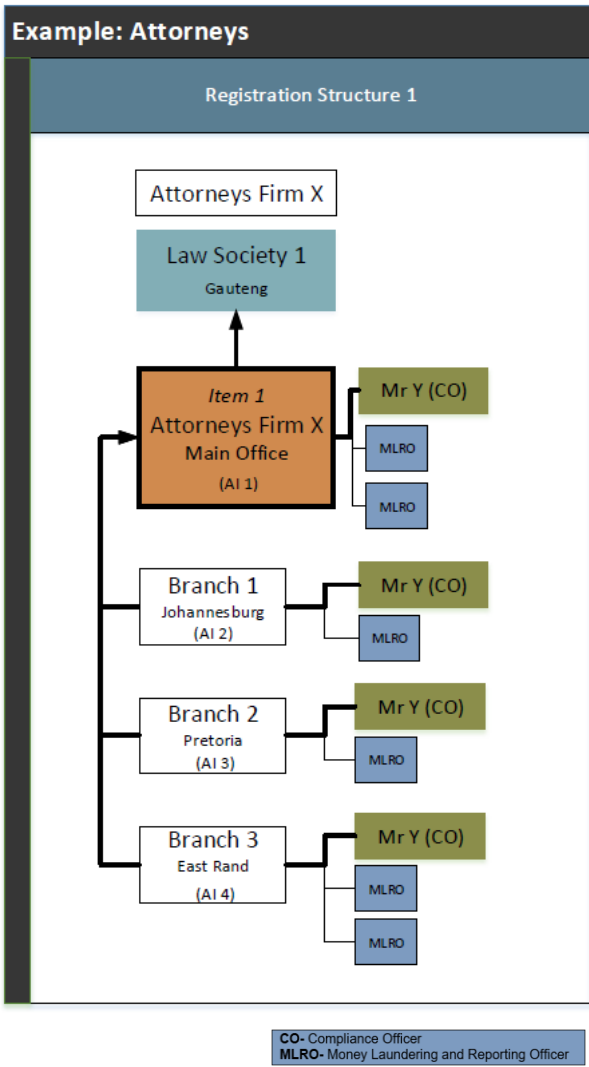 Example: Attorneys
Registration Structure 1
Attorneys Firm X
Law Society 1
Gauteng
Item 1
Attorneys Firm X
Main Office
(AI 1)
Mr Y (CO)
MLRO
MLRO
Branch 1
Johannesburg
(AI 2)
Mr Y (CO)
MLRO
Branch 2
Pretoria
(AI 3)
Mr Y (CO)
MLRO
Branch 3
East Rand
(AI 4)
Mr Y (CO)
MLRO
MLRO
CO- Compliance Officer
MLRO- Money Laundering and Reporting Officer